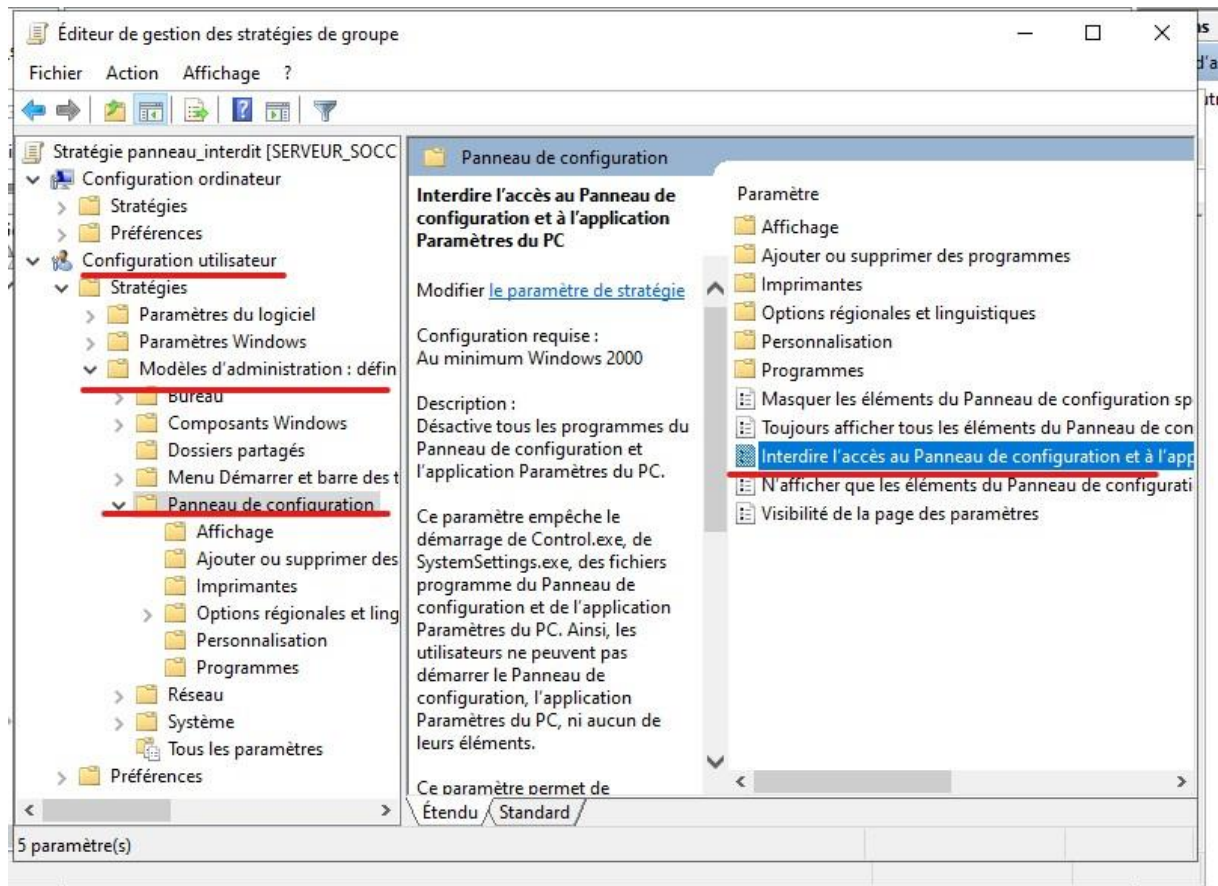 Éditeur de gestion des stratégies de groupe
Fichier Action Affichage ?
Stratégie panneau_interdit [SERVEUR_SOCC
Configuration ordinateur
Stratégies
Préférences
Configuration utilisateur
Stratégies
Paramètres du logiciel
Paramètres Windows
Modèles d'administration : défin
Bureau
Composants Windows
Dossiers partagés
Menu Démarrer et barre des t
Panneau de configuration
Affichage
Ajouter ou supprimer des
Imprimantes
Options régionales et ling
Personnalisation
Programmes
Réseau
Système
Tous les paramètres
Préférences
Panneau de configuration
Interdire l'accès au Panneau de
configuration et à l'application
Paramètres du PC
Modifier le paramètre de stratégie
Configuration requise :
Au minimum Windows 2000
Description :
Désactive tous les programmes du
Panneau de configuration et
l'application Paramètres du PC.
Ce paramètre empêche le
démarrage de Control.exe, de
SystemSettings.exe, des fichiers
programme du Panneau de
configuration et de l'application
Paramètres du PC. Ainsi, les
utilisateurs ne peuvent pas
démarrer le Panneau de
configuration, l'application
Paramètres du PC, ni aucun de
leurs éléments.
Ce paramètre permet de
Paramètre
Affichage
Ajouter ou supprimer des programmes
Imprimantes
Options régionales et linguistiques
Personnalisation
Programmes
Masquer les éléments du Panneau de configuration sp
Toujours afficher tous les éléments du Panneau de con
Interdire l'accès au Panneau de configuration et à l'app
N'afficher que les éléments du Panneau de configurati
Visibilité de la page des paramètres
Étendu Standard
5 paramètre(s)